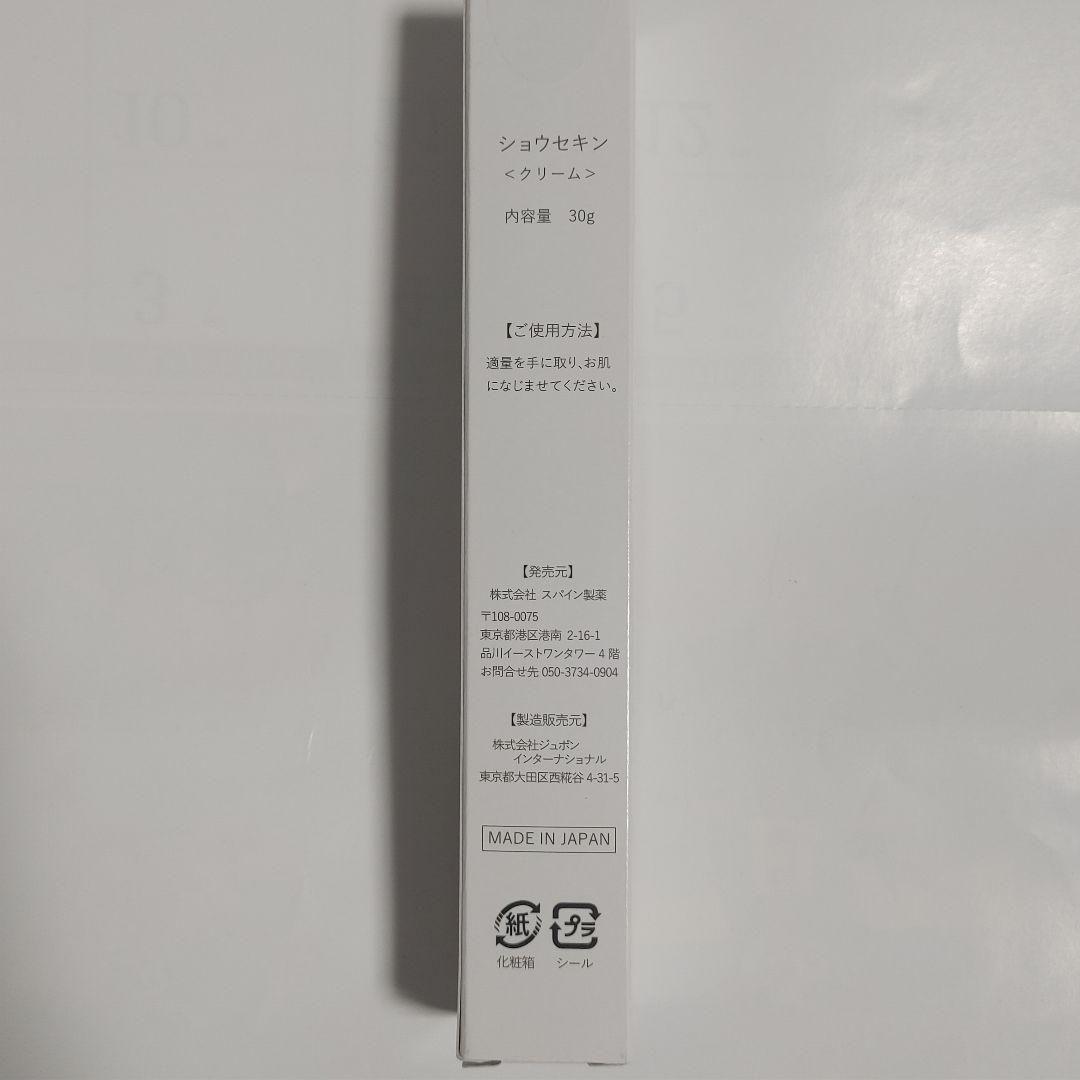 ショウセキン
＜クリーム＞
内容量　30g
【ご使用方法】
適量を手に取り、お肌
になじませてください。
【発売元】
株式会社 スパイン製薬
〒108-0075
東京都港区港南 2-16-1
品川イーストワンタワー 4 階
お問合せ先 050-3734-0904
【製造販売元】
株式会社ジュポン
インターナショナル
東京都大田区西糀谷 4-31-5
MADE IN JAPAN
紙 プラ
化粧箱 シール